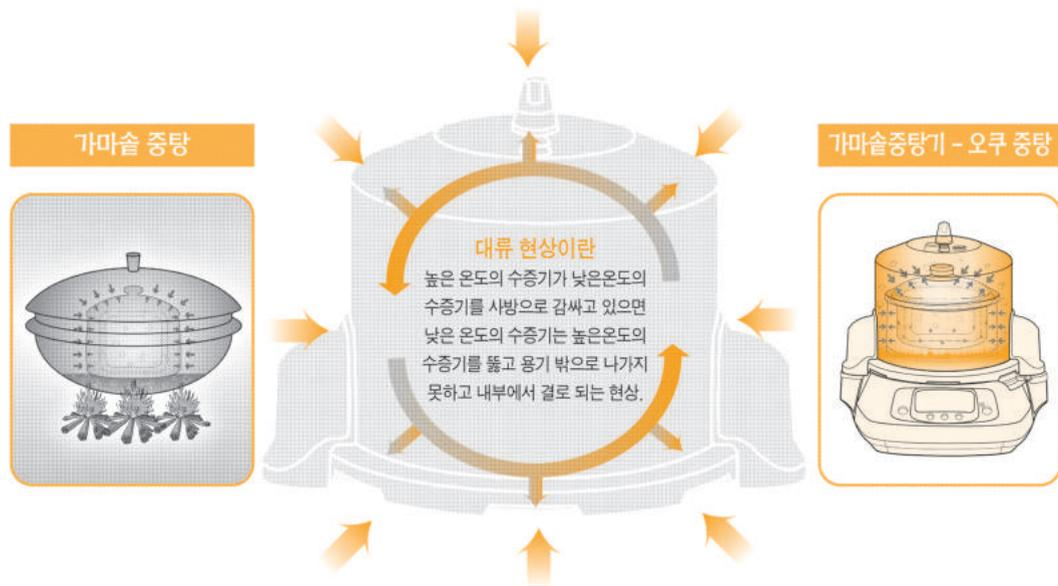 가마솥 중탕
가마솥중탕기 - 오쿠 중탕
대류 현상이란
높은 온도의 수증기가 낮은온도의
수증기를 사방으로 감싸고 있으면
낮은 온도의 수증기는 높은온도의
수증기를 뚫고 용기 밖으로 나가지
못하고 내부에서 결로 되는 현상.